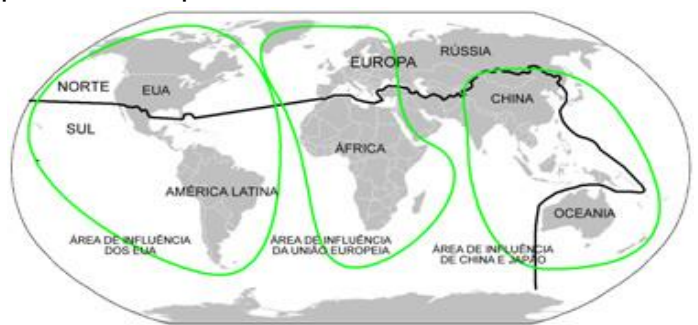 RÚSSIA
EUROPA
NORTE
EUA
CHINA
SUL
ÁFRICA
AMÉRICA LATINA
OCEANIA
ÁREA DE INFLUÊNCIA
DOS EUA
ÁREA DE INFLUÊNCIA
DA UNIÃO EUROPEIA
ÁREA DE INFLUÊNCIA
DE CHINA E JAPÃO